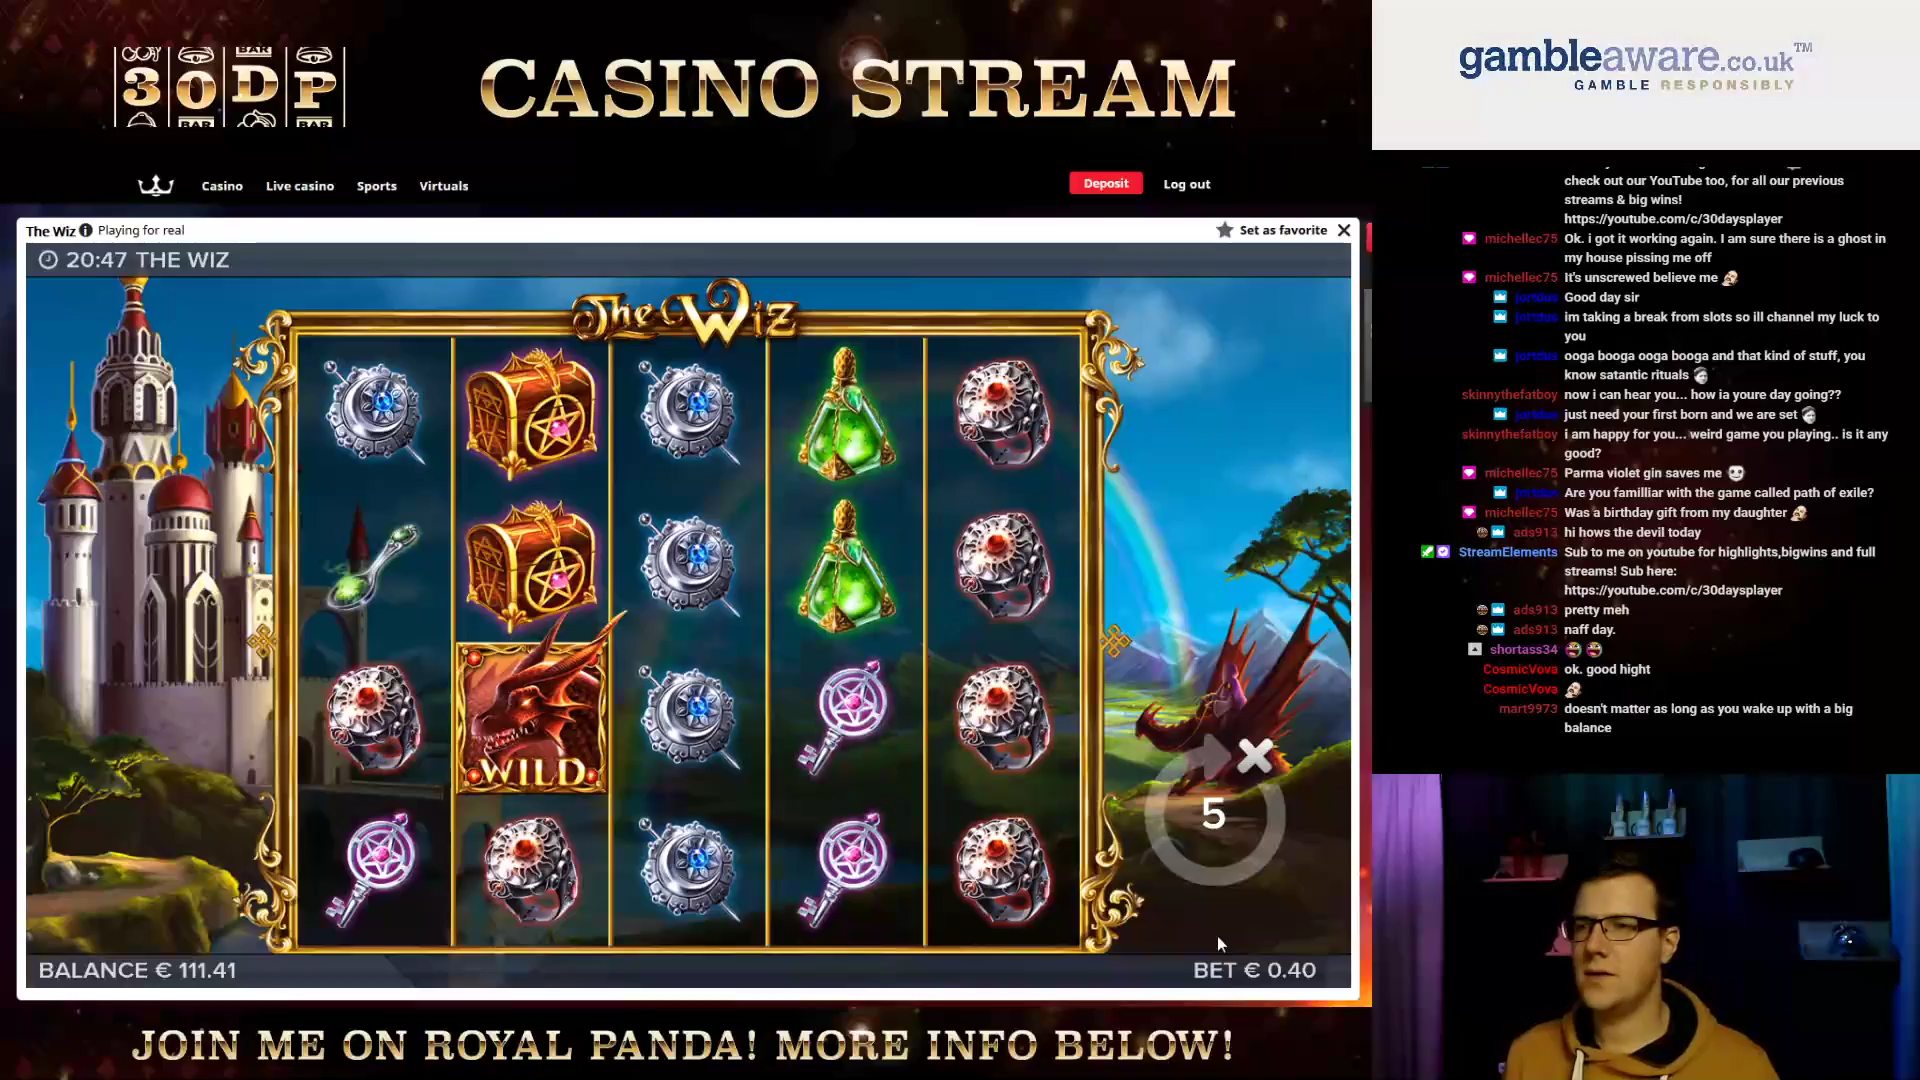 30DP
BAR
BAR
BAR
CASINO STREAM
gambleaware.co.uk™
GAMBLE RESPONSIBLY
Casino
Live casino
Sports
Virtuals
Deposit
Log out
The Wiz
Playing for real
Set as favorite
20:47 THE WIZ
The Wiz
WILD
5
BALANCE € 111.41
BET € 0.40
JOIN ME ON ROYAL PANDA! MORE INFO BELOW!
check out our YouTube too, for all our previous
streams & big wins!
https://youtube.com/c/30daysplayer
michellec75 Ok. i got it working again. I am sure there is a ghost in
my house pissing me off
michellec75 It's unscrewed believe me
Good day sir
im taking a break from slots so ill channel my luck to
you
ooga booga ooga booga and that kind of stuff, you
know satantic rituals
skinnythefatboy now i can hear you... how ia youre day going??
just need your first born and we are set
skinnythefatboy i am happy for you... weird game you playing.. is it any
good?
michellec75 Parma violet gin saves me
Are you familliar with the game called path of exile?
michellec75 Was a birthday gift from my daughter
ads913 hi hows the devil today
StreamElements Sub to me on youtube for highlights,bigwins and full
streams! Sub here:
https://youtube.com/c/30daysplayer
ads913 pretty meh
ads913 naff day.
shortass34
CosmicVova ok. good hight
CosmicVova
mart9973 doesn't matter as long as you wake up with a big
balance